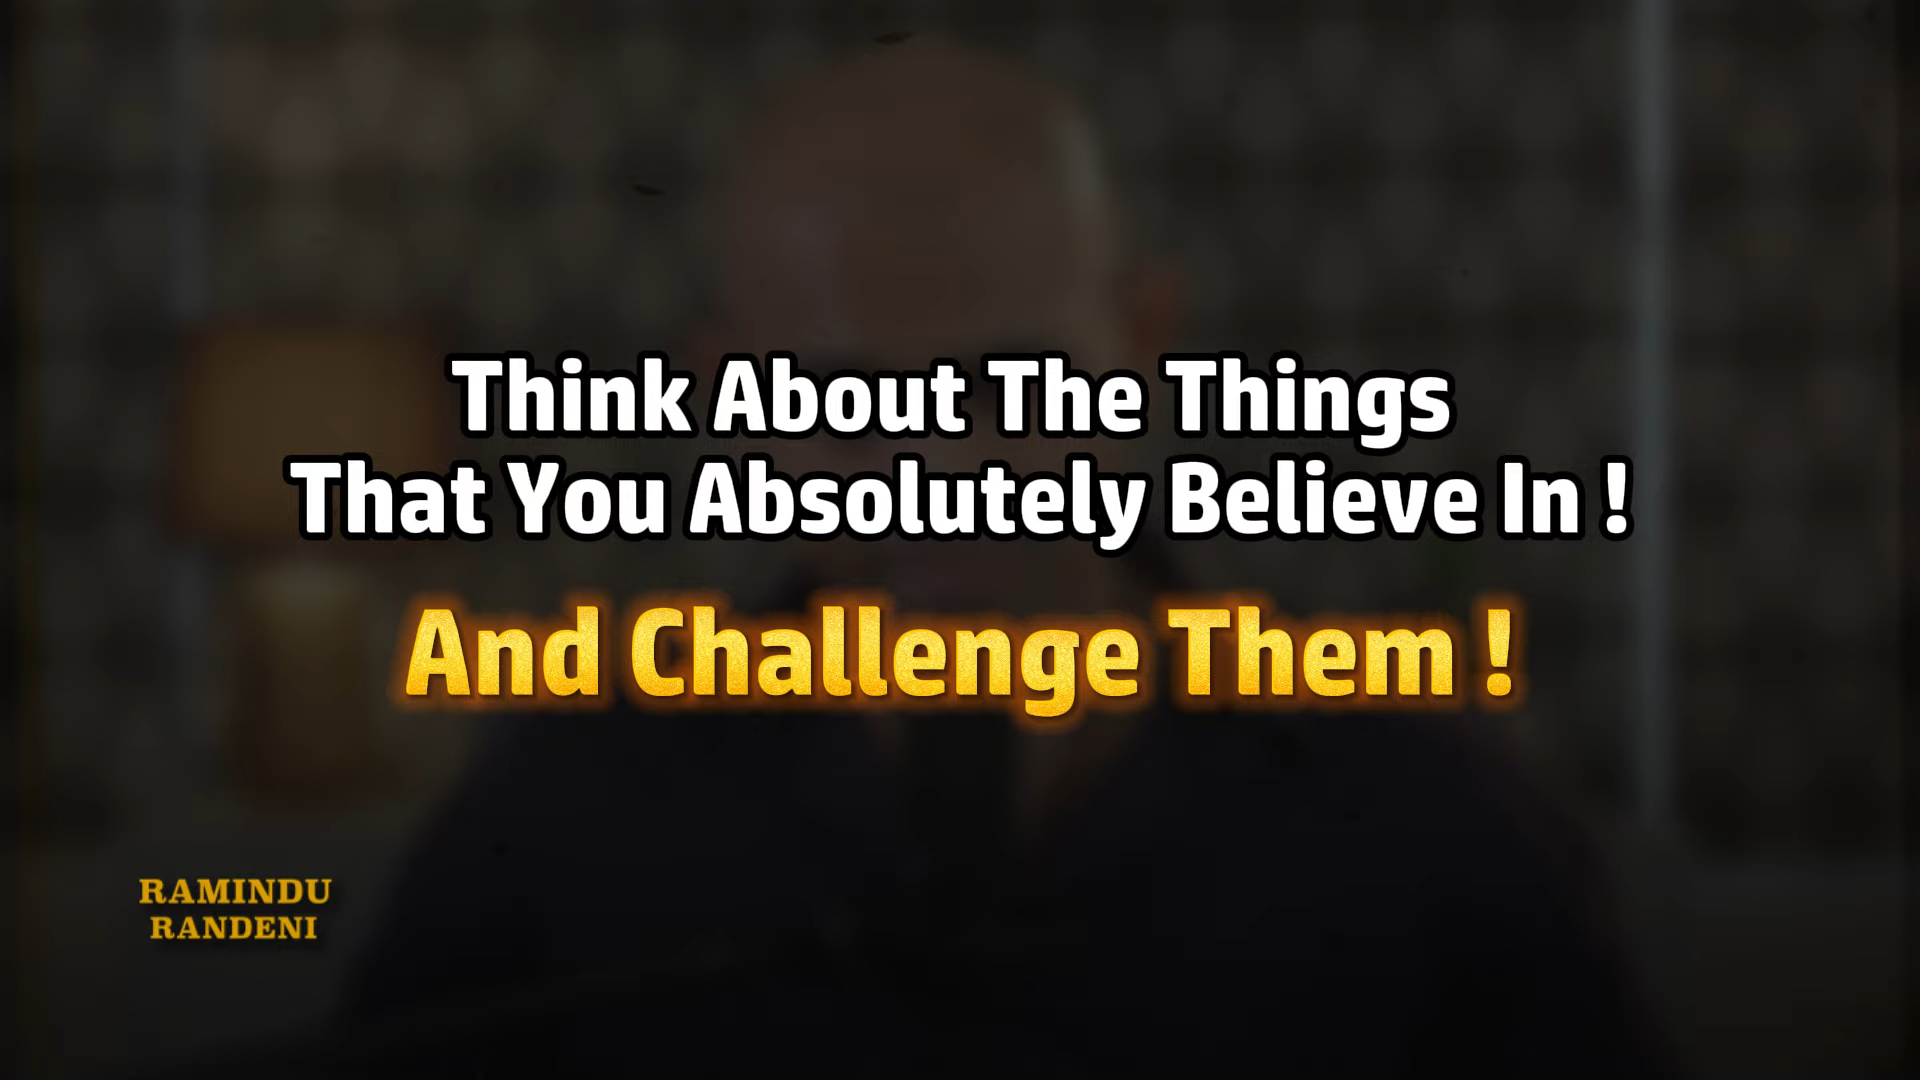 Think About The Things
That You Absolutely Believe In !
And Challenge Them !
RAMINDU
RANDENI